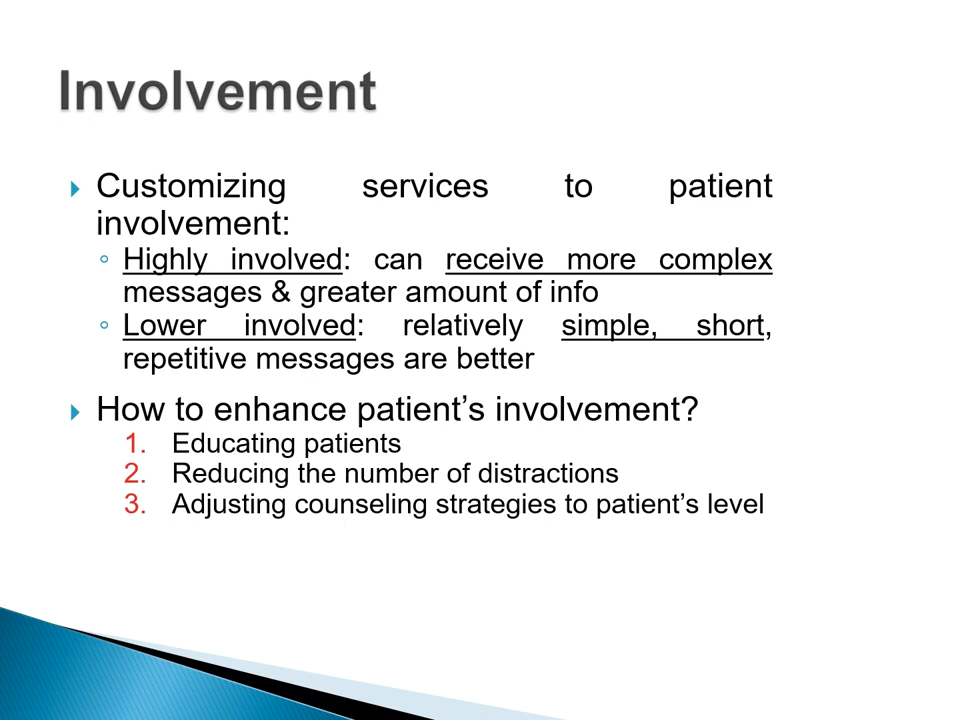 Involvement
Customizing services to patient
involvement:
Highly involved: can receive more complex
messages & greater amount of info
Lower involved: relatively simple, short,
repetitive messages are better
How to enhance patient’s involvement?
1. Educating patients
2. Reducing the number of distractions
3. Adjusting counseling strategies to patient’s level